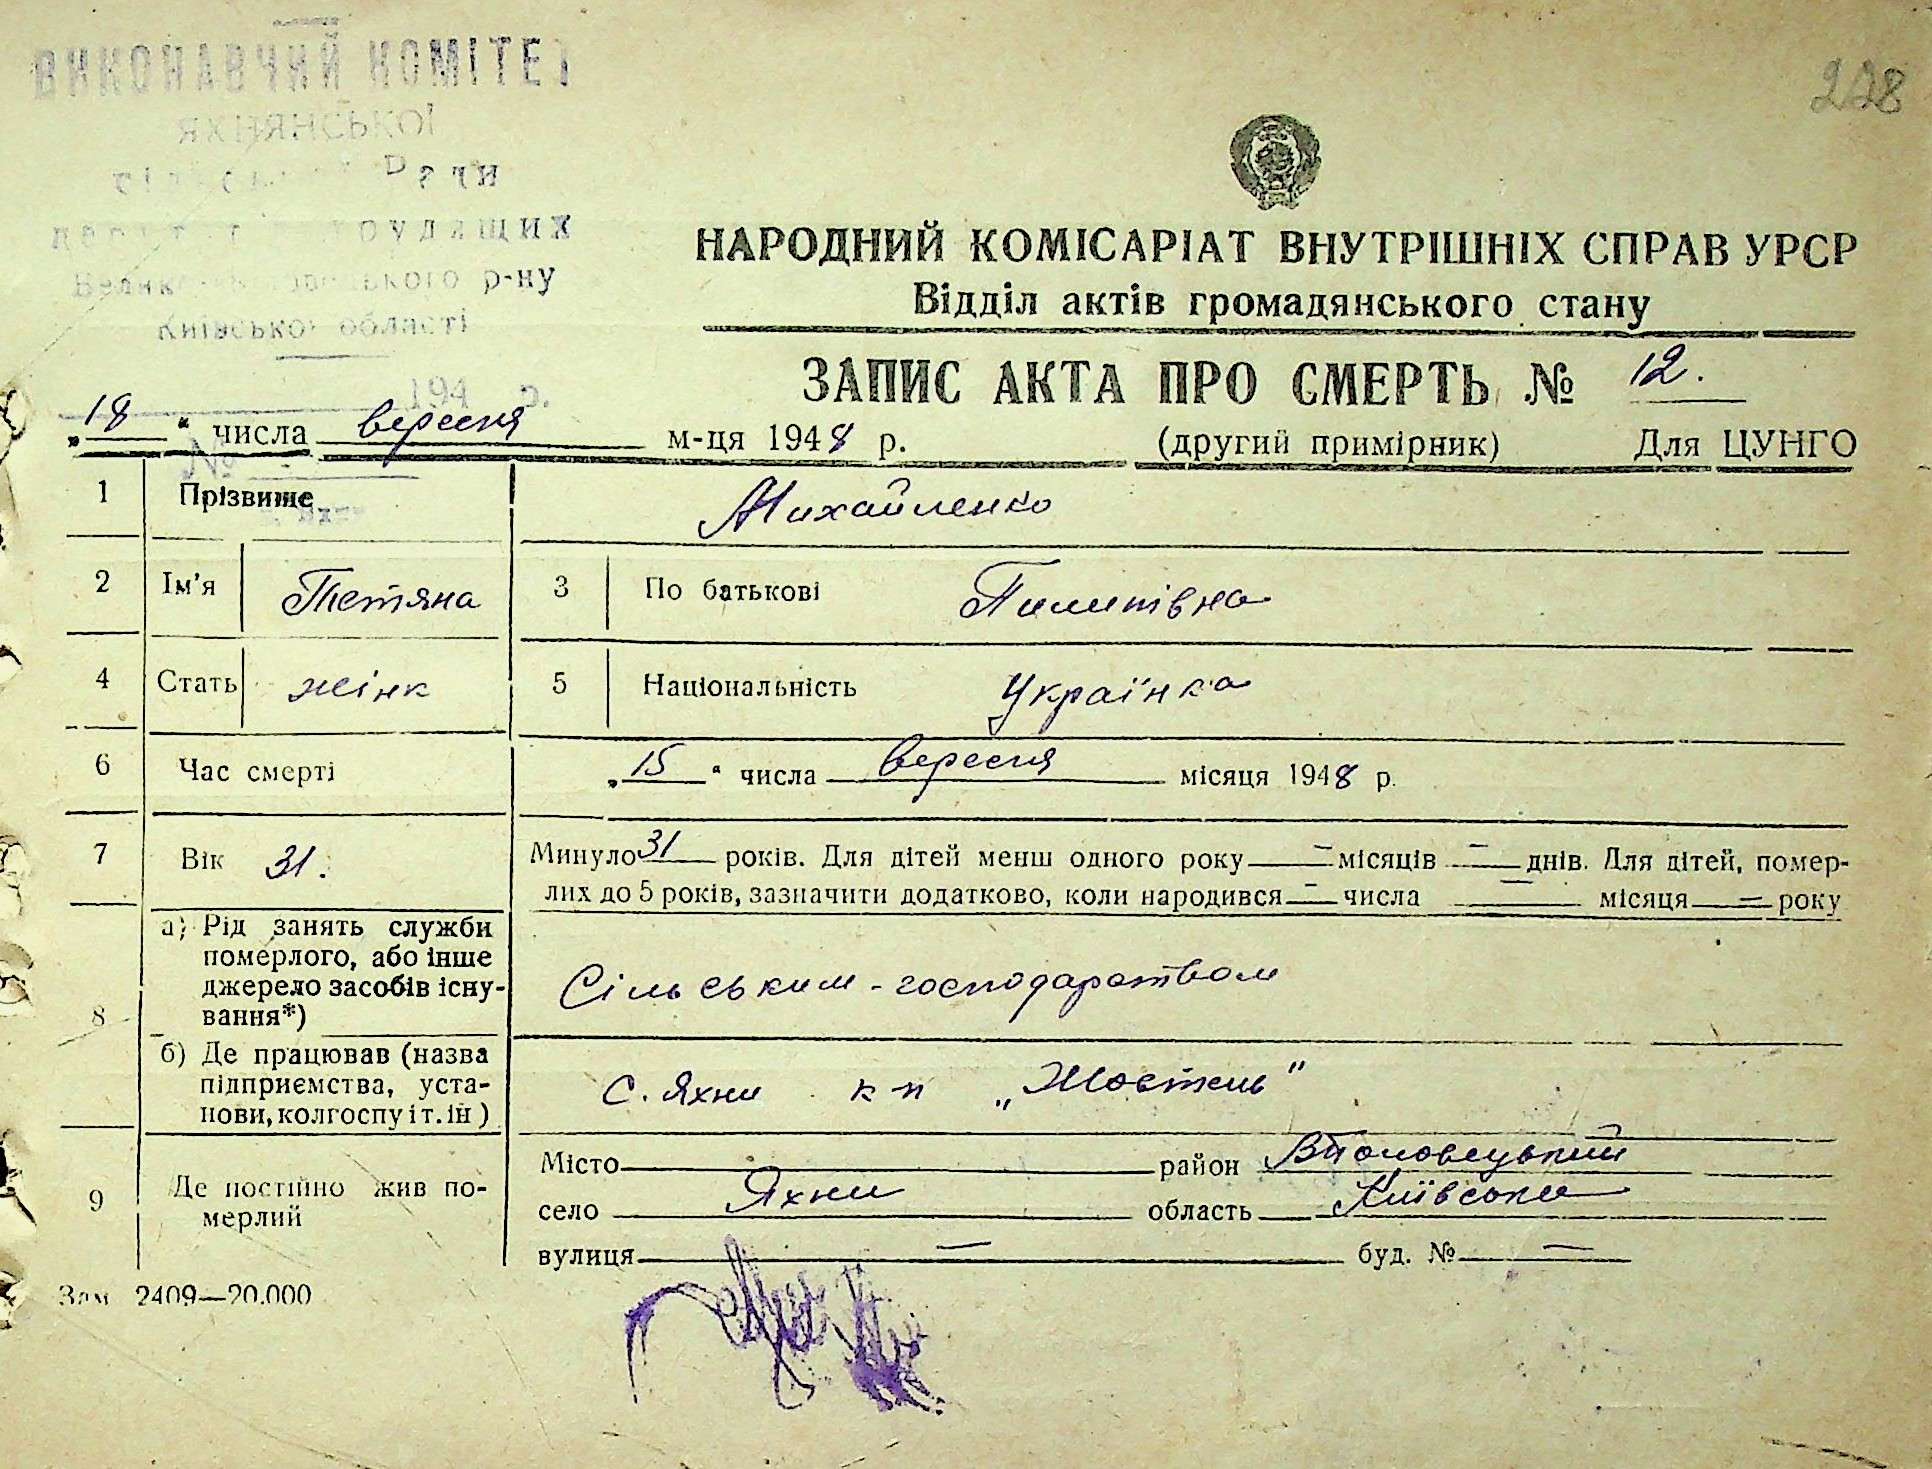 ВИКОНАВЧИЙ КОМІТЕТ
ЯХНЯНСЬКОЇ
Ради
трудящих
р-ну
Київської області
194 р.
№
228
НАРОДНИЙ КОМІСАРІАТ ВНУТРІШНІХ СПРАВ УРСР
Відділ актів громадянського стану
ЗАПИС АКТА ПРО СМЕРТЬ № 12.
„18“ числа вересня м-ця 1948 р. (другий примірник) Для ЦУНГО
1 Прізвище Михайленко
2 Ім'я Тетяна 3 По батькові Пилипівна
4 Стать жінк 5 Національність Українка
6 Час смерті „15“ числа вересня місяця 1948 р.
7 Вік 31. Минуло 31 років. Для дітей менш одного року — місяців — днів. Для дітей, помер-
лих до 5 років, зазначити додатково, коли народився — числа — місяця — року
8 а) Рід занять служби
померлого, або інше
джерело засобів існу-
вання*)
Сільським-господарством
б) Де працював (назва
підприємства, уста-
нови, колгоспу і т. ін )
с. Яхни к-п „Жовтень"
9 Де постійно жив по-
мерлий
Місто район
село Яхни область Київська
вулиця — буд. № —
Зам 2409—20.000